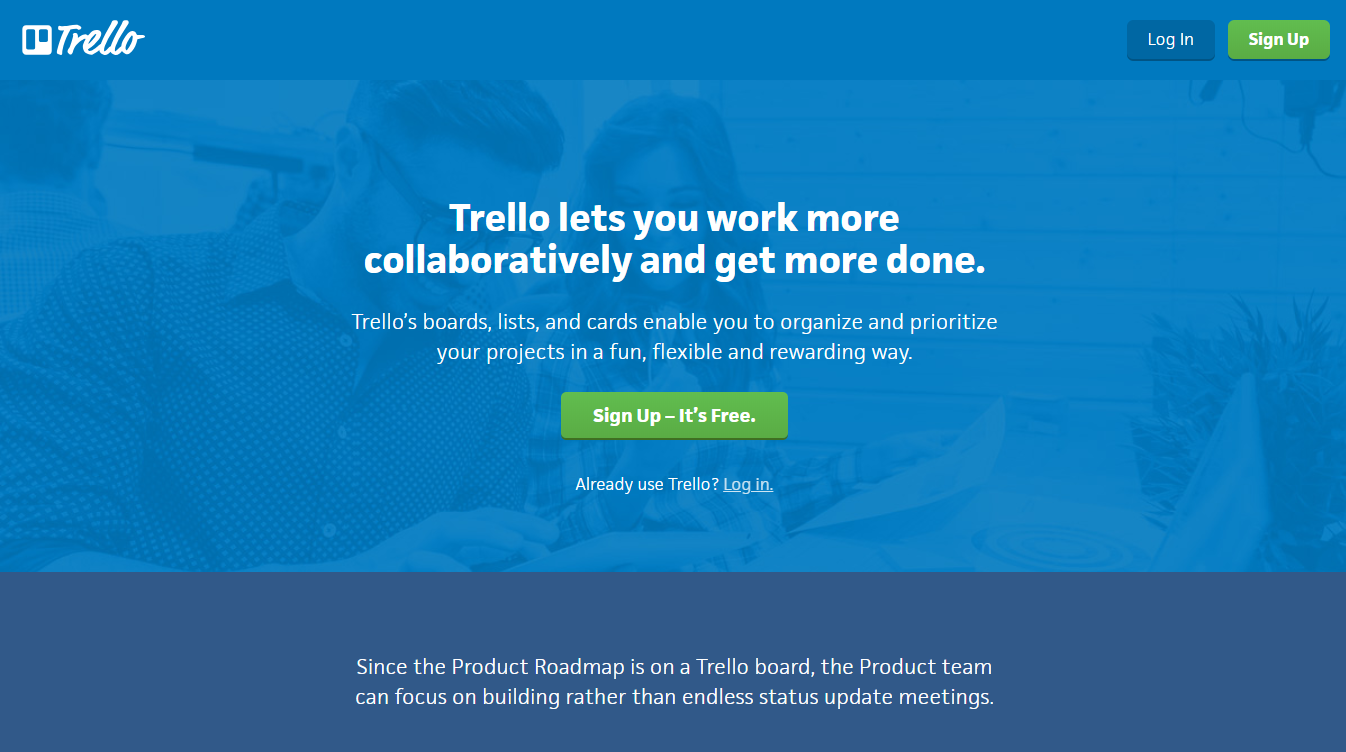 Trello
Log In
Sign Up
Trello lets you work more
collaboratively and get more done.
Trello’s boards, lists, and cards enable you to organize and prioritize
your projects in a fun, flexible and rewarding way.
Sign Up – It’s Free.
Already use Trello? Log in.
Since the Product Roadmap is on a Trello board, the Product team
can focus on building rather than endless status update meetings.